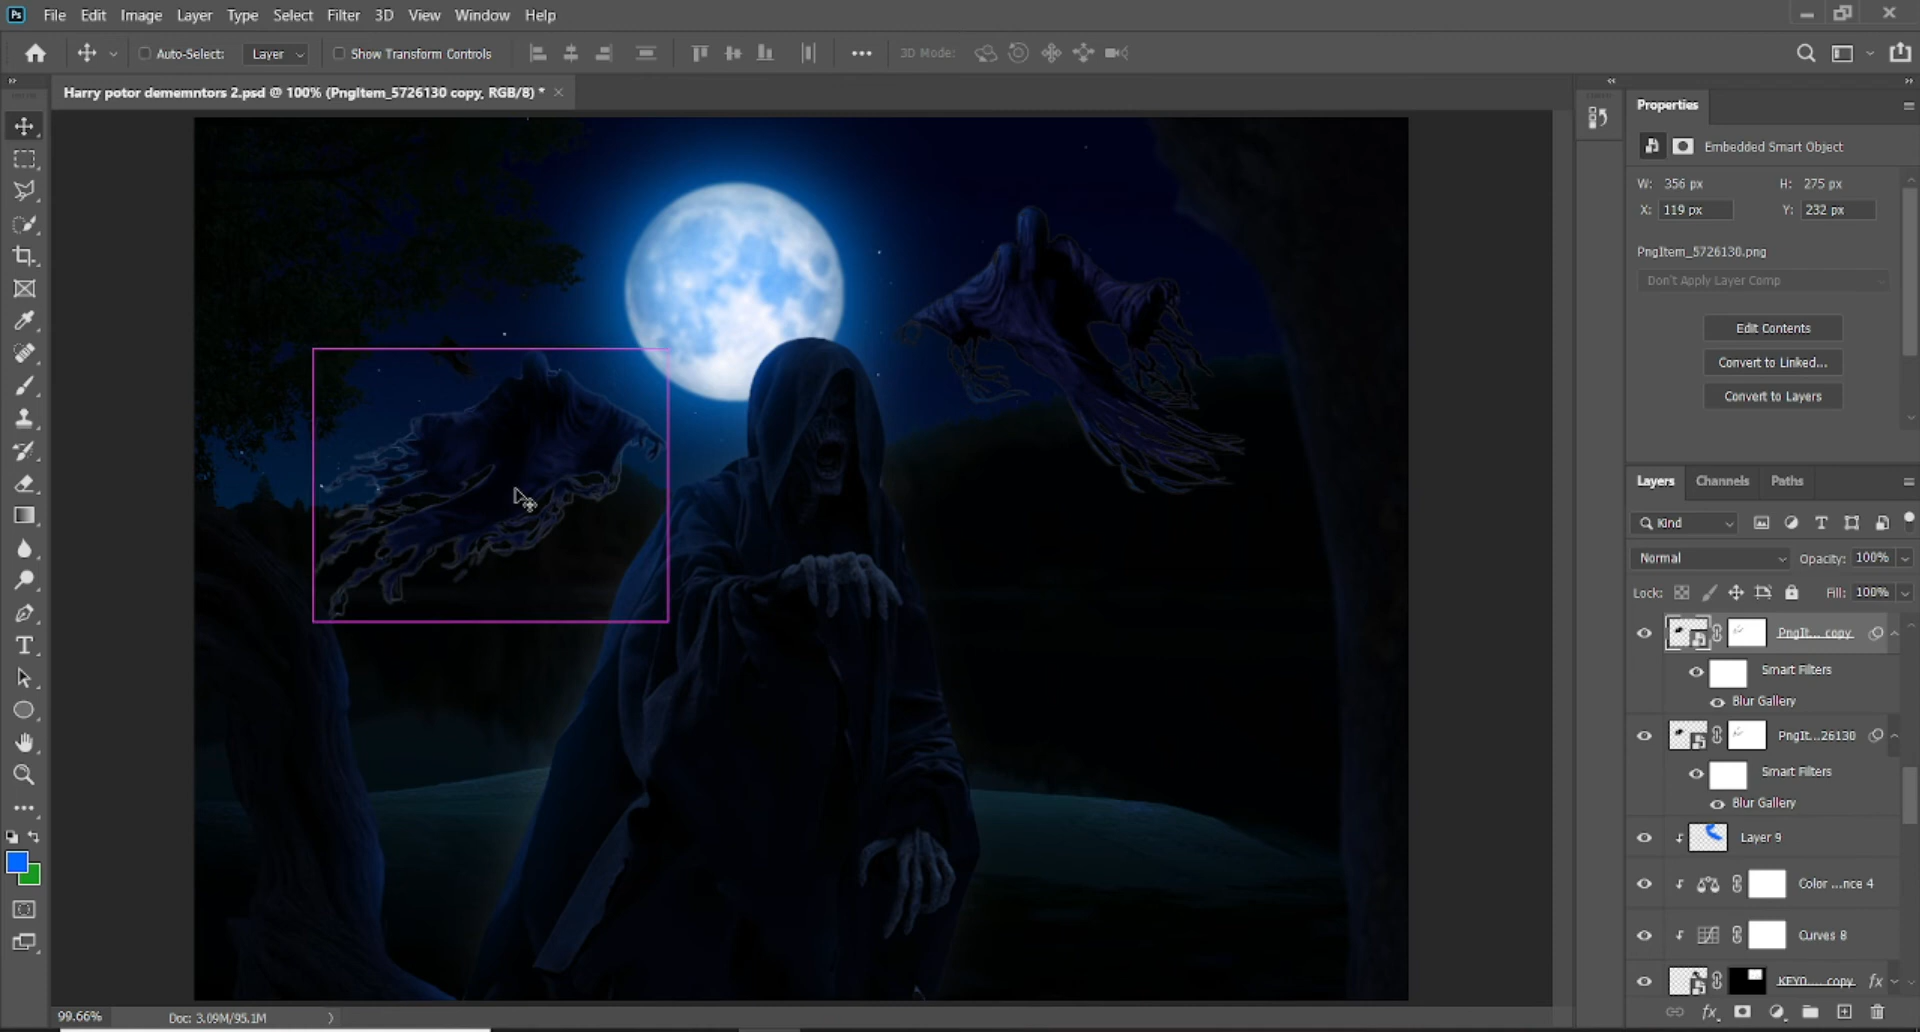 Ps File Edit Image Layer Type Select Filter 3D View Window Help
Auto-Select: Layer Show Transform Controls 3D Mode:
Harry potor dememntors 2.psd @ 100% (PngItem_5726130 copy, RGB/8) *
Properties
Embedded Smart Object
W: 356 px H: 275 px
X: 119 px Y: 232 px
PngItem_5726130.png
Don't Apply Layer Comp
Edit Contents
Convert to Linked...
Convert to Layers
Layers Channels Paths
Kind
Normal Opacity: 100%
Lock: Fill: 100%
PngIt... copy
Smart Filters
Blur Gallery
PngIt...26130
Smart Filters
Blur Gallery
Layer 9
Color ...nce 4
Curves 8
KEY0... copy fx
fx
99.66% Doc: 3.09M/95.1M